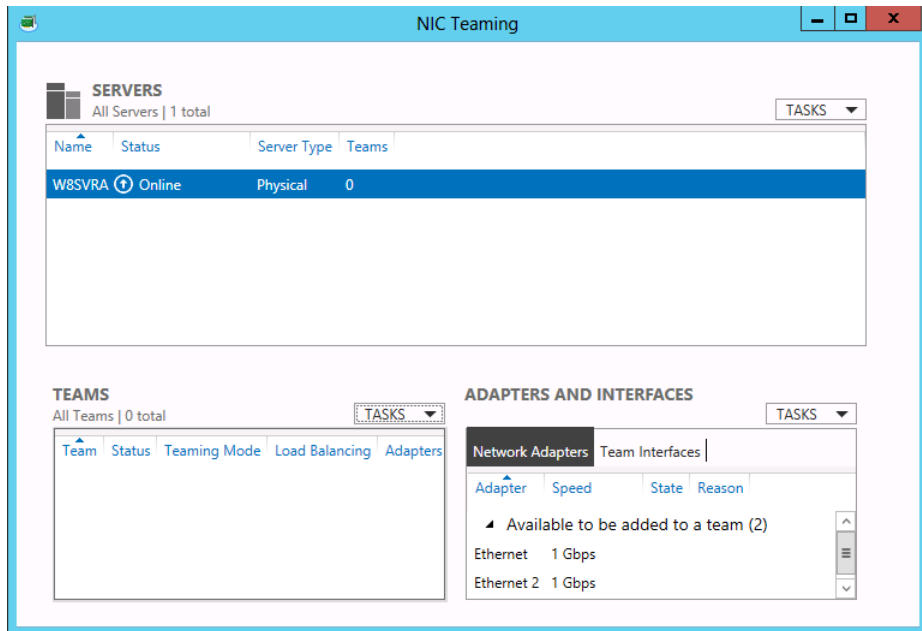 NIC Teaming
SERVERS
All Servers | 1 total
TASKS
Name Status Server Type Teams
W8SVRA Online Physical 0
TEAMS
All Teams | 0 total
TASKS
Team Status Teaming Mode Load Balancing Adapters
ADAPTERS AND INTERFACES
TASKS
Network Adapters Team Interfaces
Adapter Speed State Reason
Available to be added to a team (2)
Ethernet 1 Gbps
Ethernet 2 1 Gbps